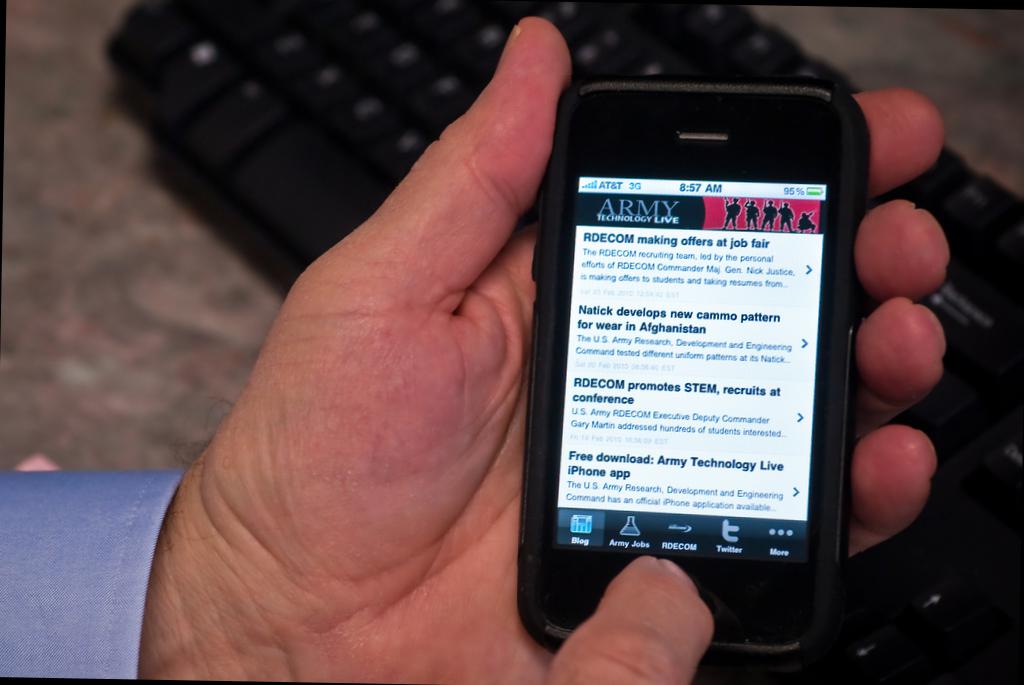 AT&T 3G 8:57 AM 95%
ARMY
TECHNOLOGY LIVE
RDECOM making offers at job fair
The RDECOM recruiting team, led by the personal
efforts of RDECOM Commander Maj. Gen. Nick Justice,
is making offers to students and taking resumes from...
Natick develops new cammo pattern
for wear in Afghanistan
The U.S. Army Research, Development and Engineering
Command tested different uniform patterns at its Natick...
RDECOM promotes STEM, recruits at
conference
U.S. Army RDECOM Executive Deputy Commander
Gary Martin addressed hundreds of students interested...
Free download: Army Technology Live
iPhone app
The U.S. Army Research, Development and Engineering
Command has an official iPhone application available...
Blog Army Jobs RDECOM Twitter More